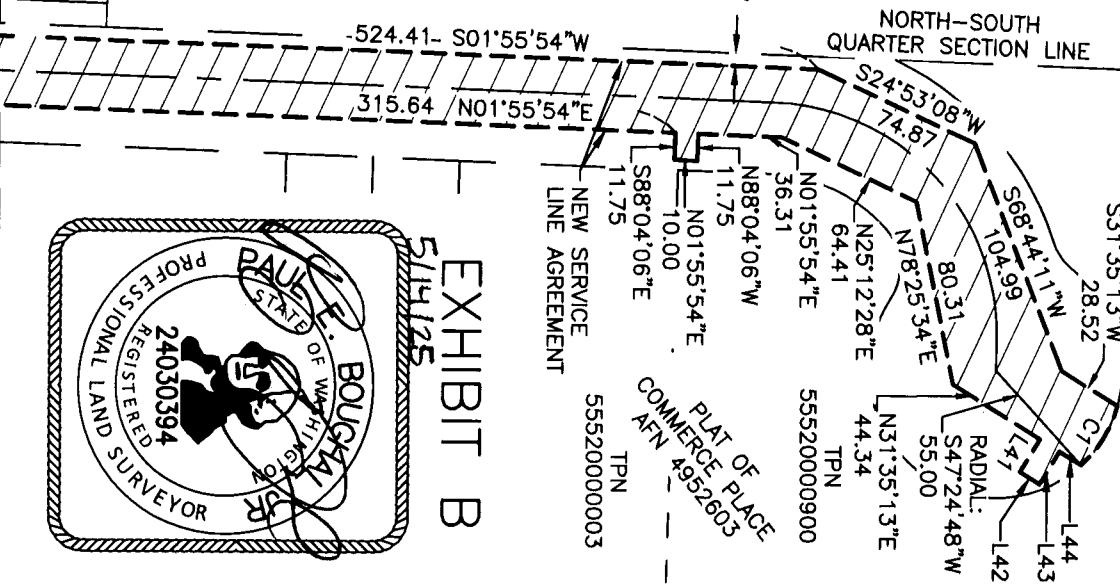 NORTH-SOUTH
QUARTER SECTION LINE
-524.41- S01°55'54"W
315.64 N01°55'54"E
S24°53'08"W
74.87
S68°44'11"W
104.99
S31°35'13"W
28.52
C1
L41
L44
L43
L42
RADIAL:
S47°24'48"W
55.00
N31°35'13"E
44.34
N78°25'34"E
80.31
N25°12'28"E
64.41
N01°55'54"E
36.31
N88°04'06"W
11.75
N01°55'54"E
10.00
S88°04'06"E
11.75
NEW SERVICE
LINE AGREEMENT
TPN
5552000900
PLAT OF
COMMERCE PLACE
AFN 4952603
TPN
5552000003
EXHIBIT B
5/14/25
PAUL E. BOUGHAL JR
STATE OF WASHINGTON
24030394
REGISTERED
PROFESSIONAL LAND SURVEYOR